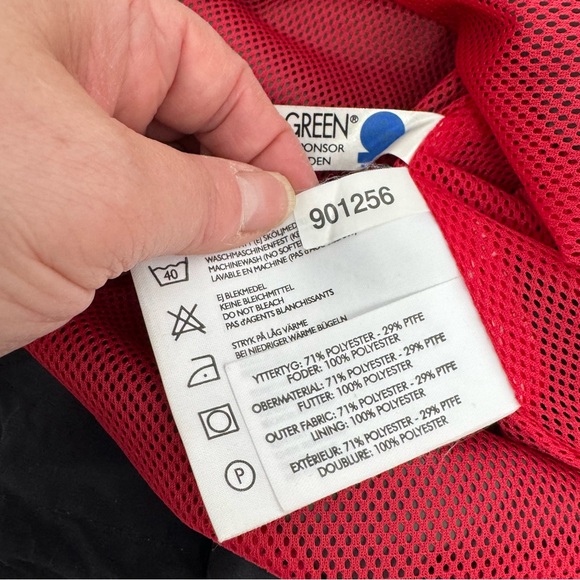 GREEN®
PONSOR
DEN
901256
WASCHMASCHINENFEST
MACHINEWASH (NO SOFTE
LAVABLE EN MACHINE (PAS
40
EJ BLEKMEDEL
KEINE BLEICHMITTEL
DO NOT BLEACH
PAS d'AGENTS BLANCHISSANTS
STRYK PÅ LÅG VÄRME
BEI NIEDRIGER WÄRME BÜGELN
YTTERTYG: 71% POLYESTER - 29% PTFE
FODER: 100% POLYESTER
OBERMATERIAL: 71% POLYESTER - 29% PTFE
FUTTER: 100% POLYESTER
OUTER FABRIC: 71% POLYESTER - 29% PTFE
LINING: 100% POLYESTER
EXTÉRIEUR: 71% POLYESTER - 29% PTFE
DOUBLURE: 100% POLYESTER
P